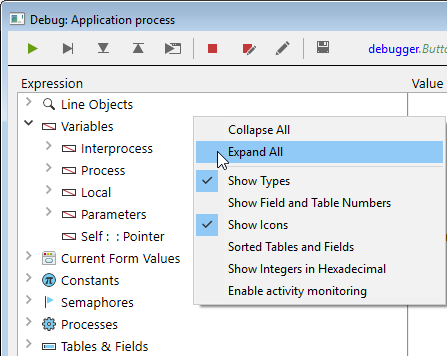 Debug: Application process
debugger.Butto
Expression
Value
Line Objects
Variables
Interprocess
Process
Local
Parameters
Self : : Pointer
Current Form Values
Constants
Semaphores
Processes
Tables & Fields
Collapse All
Expand All
Show Types
Show Field and Table Numbers
Show Icons
Sorted Tables and Fields
Show Integers in Hexadecimal
Enable activity monitoring